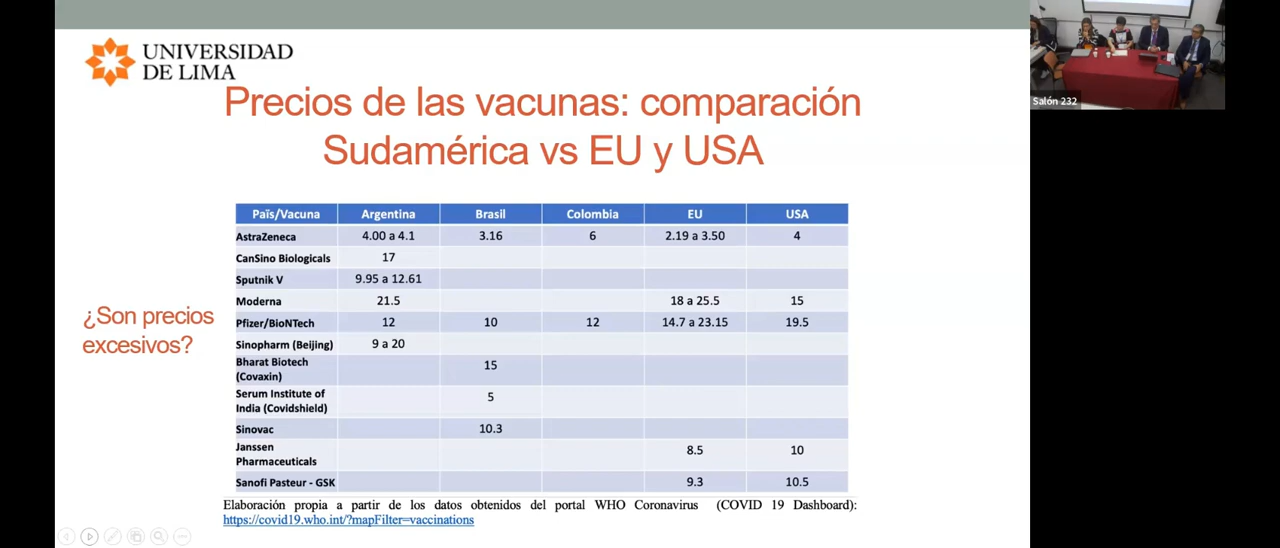 UNIVERSIDAD
DE LIMA
Precios de las vacunas: comparación
Sudamérica vs EU y USA
País/Vacuna Argentina Brasil Colombia EU USA
AstraZeneca 4.00 a 4.1 3.16 6 2.19 a 3.50 4
CanSino Biologicals 17
Sputnik V 9.95 a 12.61
Moderna 21.5 18 a 25.5 15
Pfizer/BioNTech 12 10 12 14.7 a 23.15 19.5
Sinopharm (Beijing) 9 a 20
Bharat Biotech
(Covaxin) 15
Serum Institute of
India (Covidshield) 5
Sinovac 10.3
Janssen
Pharmaceuticals 8.5 10
Sanofi Pasteur - GSK 9.3 10.5
¿Son precios
excesivos?
Elaboración propia a partir de los datos obtenidos del portal WHO Coronavirus (COVID 19 Dashboard):
https://covid19.who.int/?mapFilter=vaccinations
Salón 232